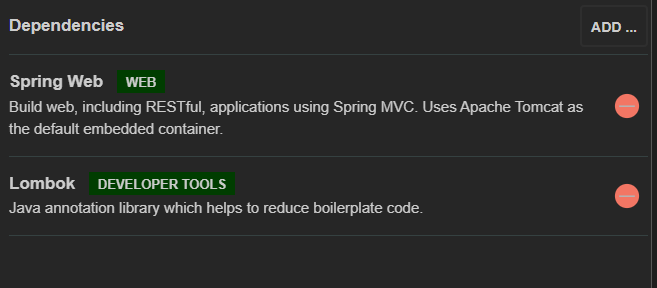 Dependencies
ADD ...
Spring Web WEB
Build web, including RESTful, applications using Spring MVC. Uses Apache Tomcat as
the default embedded container.
Lombok DEVELOPER TOOLS
Java annotation library which helps to reduce boilerplate code.